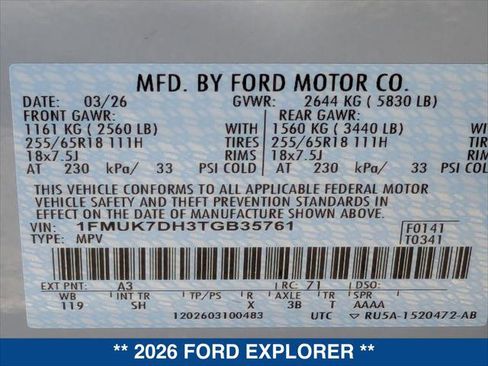 MFD. BY FORD MOTOR CO.
DATE: 03/26 GVWR: 2644 KG ( 5830 LB)
FRONT GAWR: REAR GAWR:
1161 KG ( 2560 LB) WITH 1560 KG ( 3440 LB) WITH
255/65R18 111H TIRES 255/65R18 111H TIRES
18x7.5J RIMS 18x7.5J RIMS
AT 230 kPa/ 33 PSI COLD AT 230 kPa/ 33 PSI COLD
THIS VEHICLE CONFORMS TO ALL APPLICABLE FEDERAL MOTOR
VEHICLE SAFETY AND BUMPER STANDARDS IN
EFFECT ON THE DATE OF MANUFACTURE SHOWN ABOVE.
VIN: 1FMUK7DH3TGB35761 F0141
TYPE: MPV T0341
EXT PNT: A3 RC: 71 DSO:
WB INT TR TP/PS R AXLE TR SPR
119 SH X 3B T AAAA
1202603100483 UTC ▽ RU5A-1520472-AB
** 2026 FORD EXPLORER **